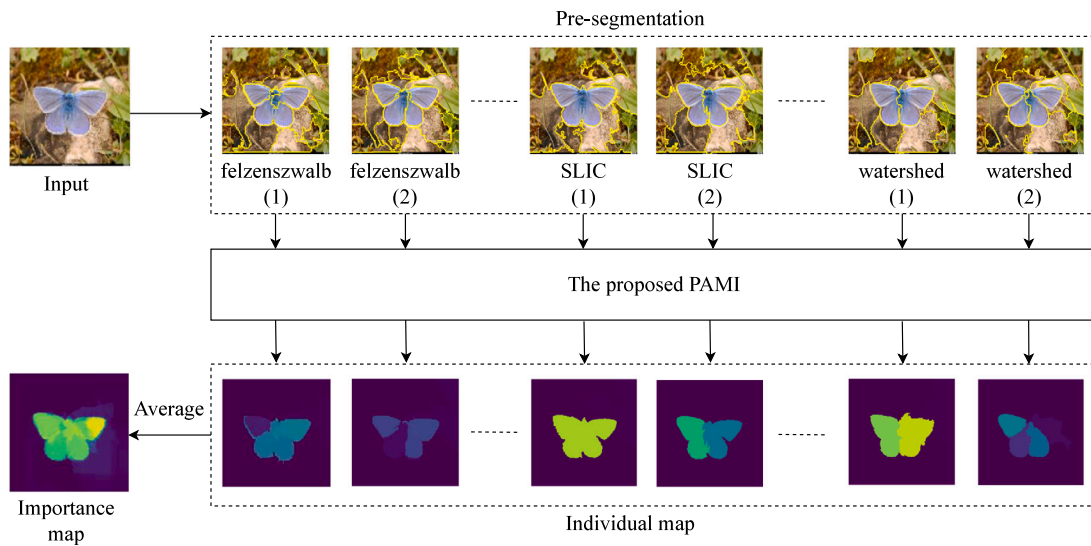 Pre-segmentation
Input
felzenszwalb
(1)
felzenszwalb
(2)
SLIC
(1)
SLIC
(2)
watershed
(1)
watershed
(2)
The proposed PAMI
Average
Importance
map
Individual map